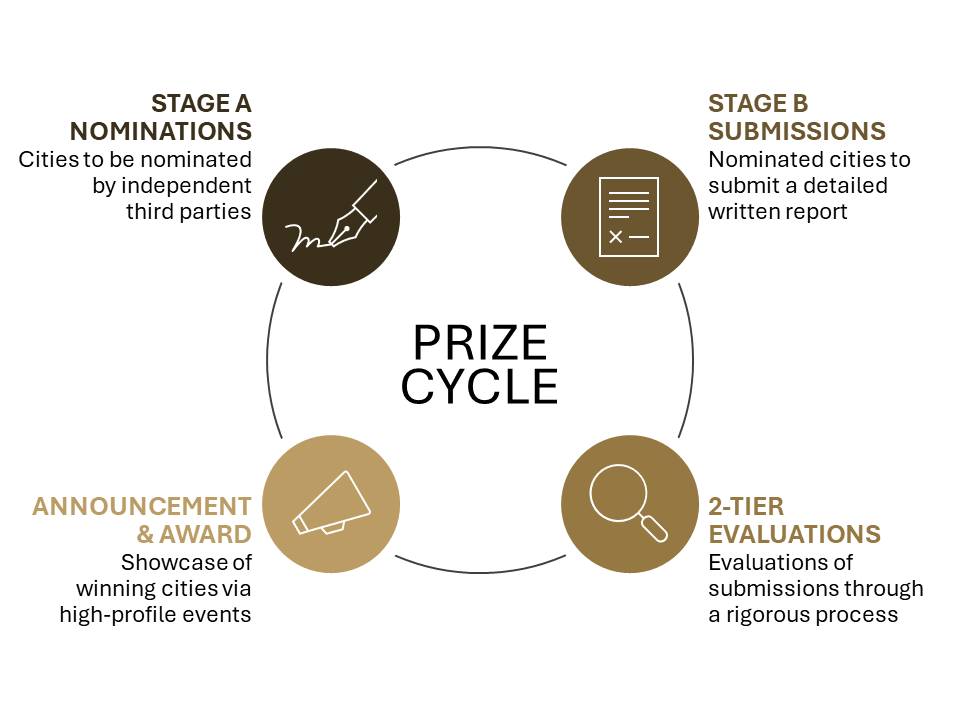 STAGE A
NOMINATIONS
Cities to be nominated
by independent
third parties
STAGE B
SUBMISSIONS
Nominated cities to
submit a detailed
written report
PRIZE
CYCLE
ANNOUNCEMENT
& AWARD
Showcase of
winning cities via
high-profile events
2-TIER
EVALUATIONS
Evaluations of
submissions through
a rigorous process